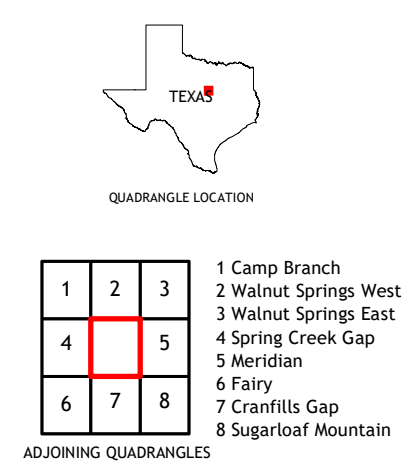 TEXAS
QUADRANGLE LOCATION
1 2 3
4 5
6 7 8
1 Camp Branch
2 Walnut Springs West
3 Walnut Springs East
4 Spring Creek Gap
5 Meridian
6 Fairy
7 Cranfills Gap
8 Sugarloaf Mountain
ADJOINING QUADRANGLES